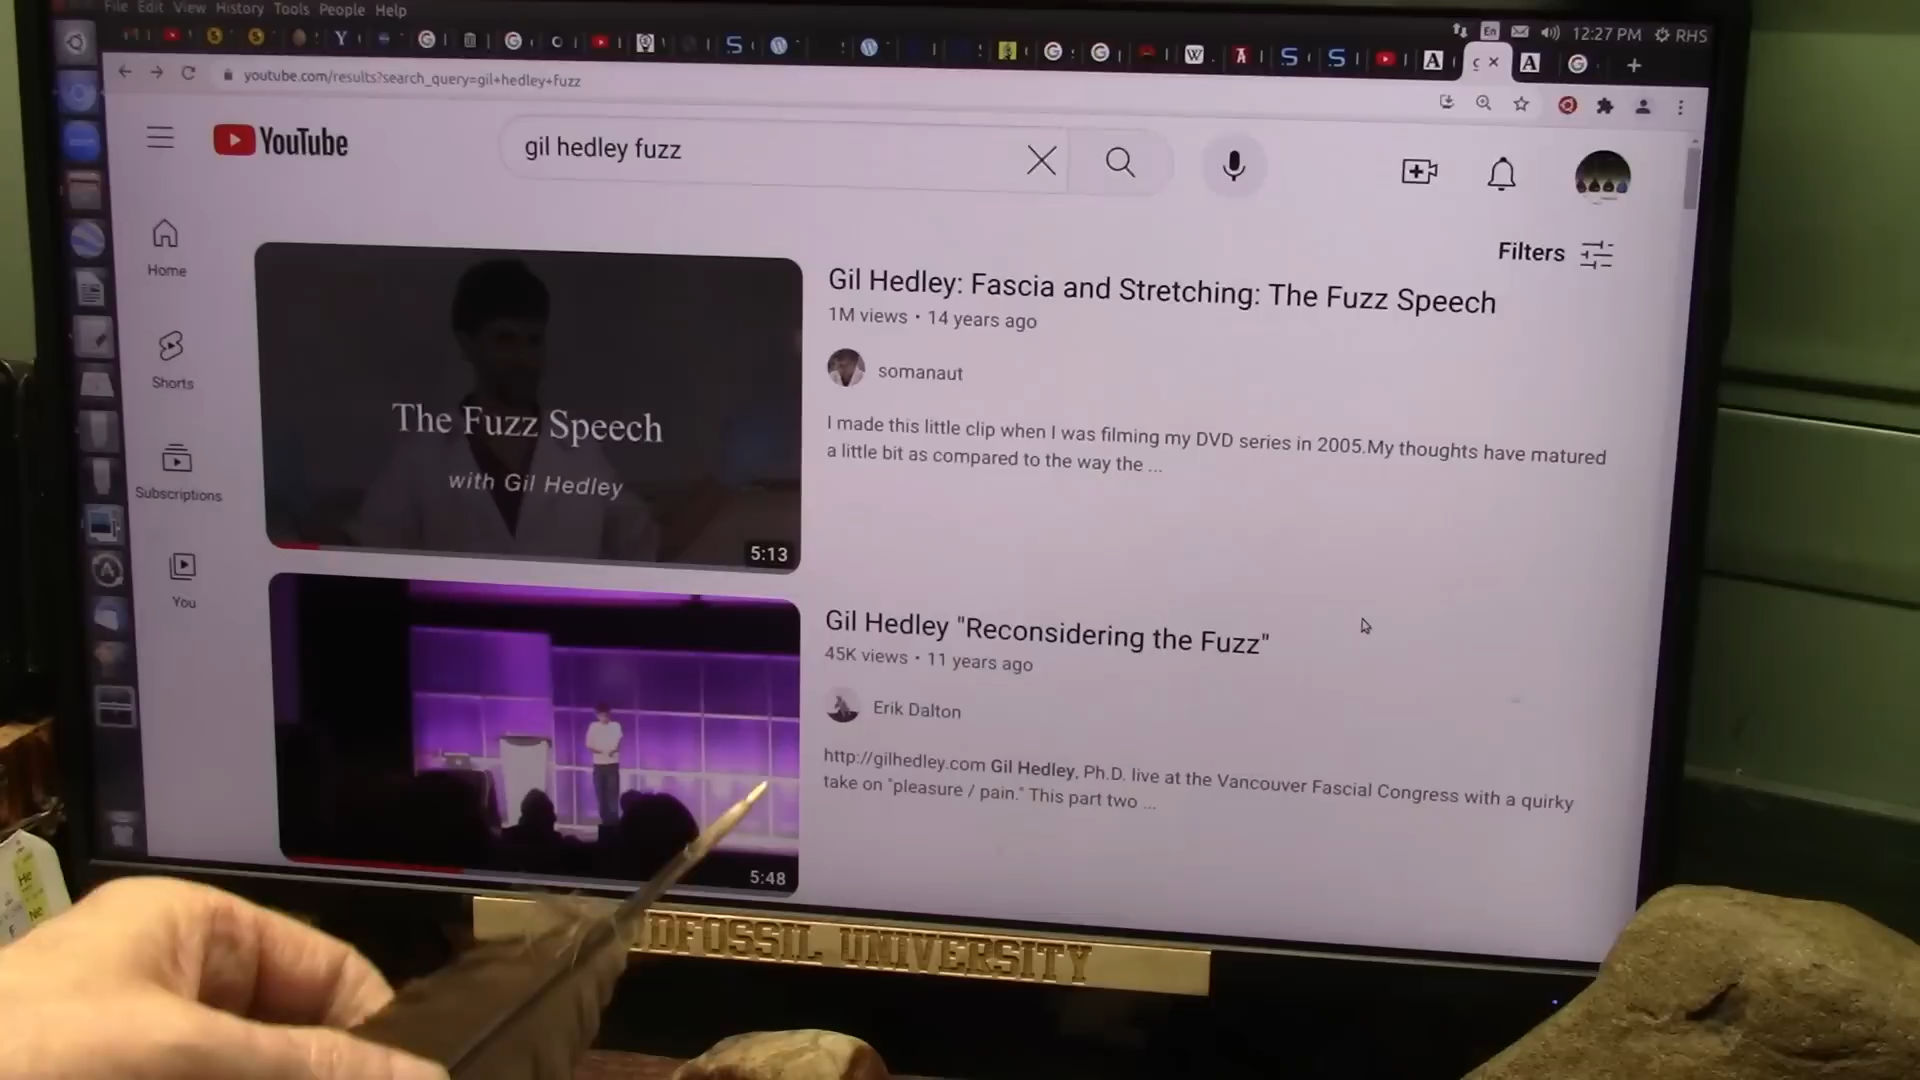 File Edit View History Tools People Help
En 12:27 PM RHS
youtube.com/results?search_query=gil+hedley+fuzz
YouTube
gil hedley fuzz
Filters
Home
Shorts
Subscriptions
You
The Fuzz Speech
with Gil Hedley
5:13
Gil Hedley: Fascia and Stretching: The Fuzz Speech
1M views • 14 years ago
somanaut
I made this little clip when I was filming my DVD series in 2005.My thoughts have matured
a little bit as compared to the way the ...
5:48
Gil Hedley "Reconsidering the Fuzz"
45K views • 11 years ago
Erik Dalton
http://gilhedley.com Gil Hedley, Ph.D. live at the Vancouver Fascial Congress with a quirky
take on "pleasure / pain." This part two ...
DFOSSIL UNIVERSITY
He
Ne
F